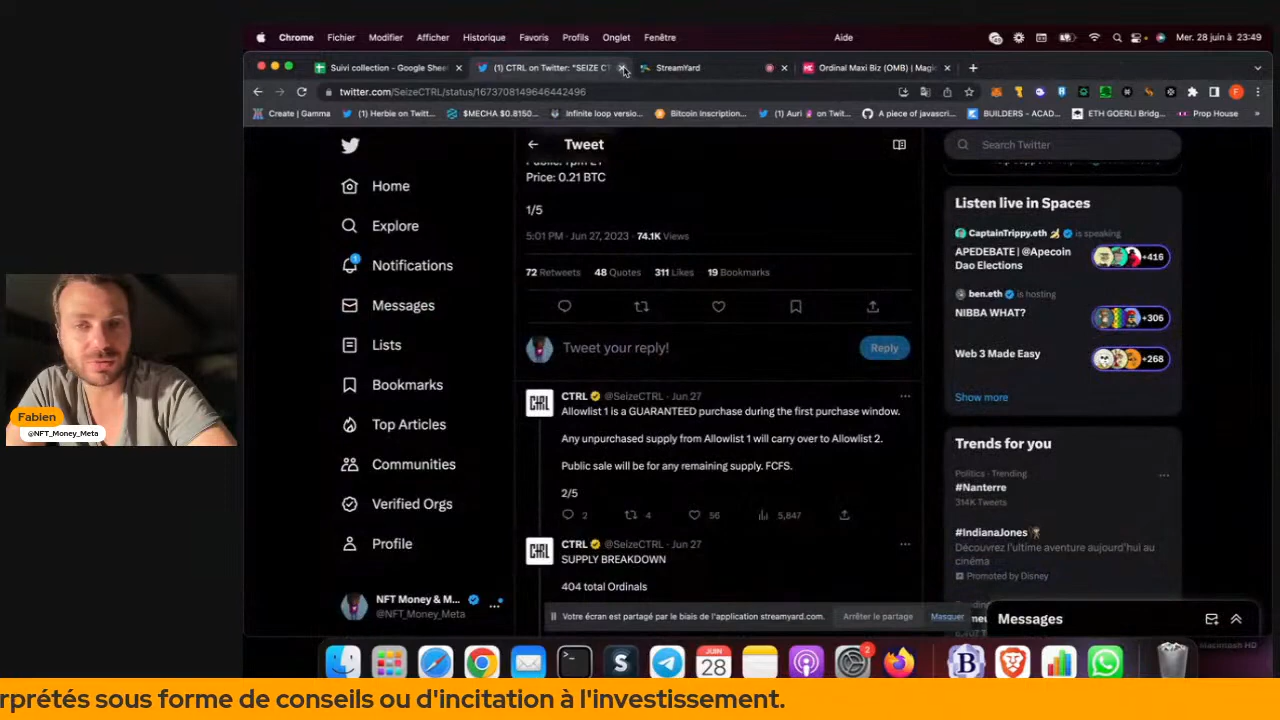 Chrome Fichier Modifier Afficher Historique Favoris Profils Onglet Fenêtre Aide Mer. 28 juin à 23:49
Suivi collection - Google Shee
(1) CTRL on Twitter: "SEIZE CT
StreamYard
Ordinal Maxi Biz (OMB) | Magic
twitter.com/SeizeCTRL/status/1673708149646442496
Create | Gamma
(1) Herbie on Twitt...
$MECHA $0.8150...
Infinite loop versio...
Bitcoin Inscription...
(1) Auri on Twit...
A piece of javascri...
BUILDERS - ACAD...
ETH GOERLI Bridg...
Prop House
Home
Explore
Notifications
1
Messages
Lists
Bookmarks
Top Articles
Communities
Verified Orgs
Profile
NFT Money & M...
@NFT_Money_Meta
Tweet
Price: 0.21 BTC
1/5
5:01 PM · Jun 27, 2023 · 74.1K Views
72 Retweets 48 Quotes 311 Likes 19 Bookmarks
Tweet your reply!
Reply
CTRL @SeizeCTRL · Jun 27
Allowlist 1 is a GUARANTEED purchase during the first purchase window.
Any unpurchased supply from Allowlist 1 will carry over to Allowlist 2.
Public sale will be for any remaining supply. FCFS.
2/5
2 4 56 5,847
CTRL @SeizeCTRL · Jun 27
SUPPLY BREAKDOWN
404 total Ordinals
Votre écran est partagé par le biais de l'application streamyard.com.
Arrêter le partage
Masquer
Search Twitter
Listen live in Spaces
CaptainTrippy.eth is speaking
APEDEBATE | @Apecoin
Dao Elections
+416
ben.eth is hosting
NIBBA WHAT?
+306
Web 3 Made Easy
+268
Show more
Trends for you
Politics · Trending
#Nanterre
314K Tweets
#IndianaJones
Découvrez l'ultime aventure aujourd'hui au
cinéma
Promoted by Disney
Messages
Macintosh HD
JUIN
28
2
Fabien
@NFT_Money_Meta
rprétés sous forme de conseils ou d'incitation à l'investissement.